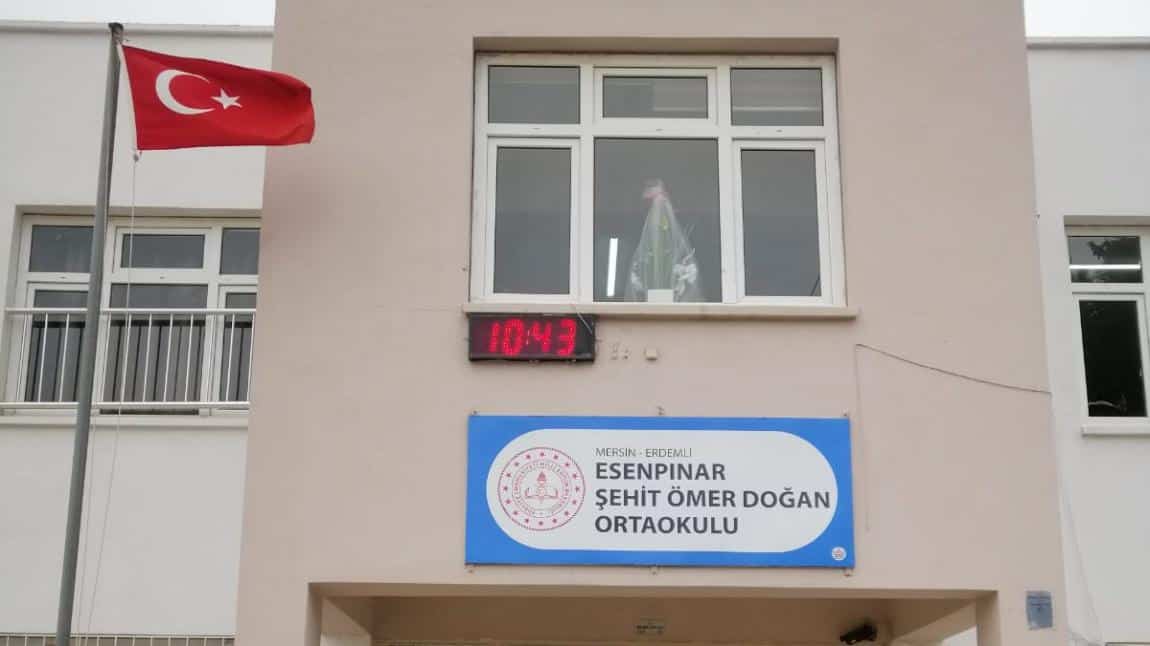 10:43
MERSİN - ERDEMLİ
ESENPINAR
ŞEHİT ÖMER DOĞAN
ORTAOKULU